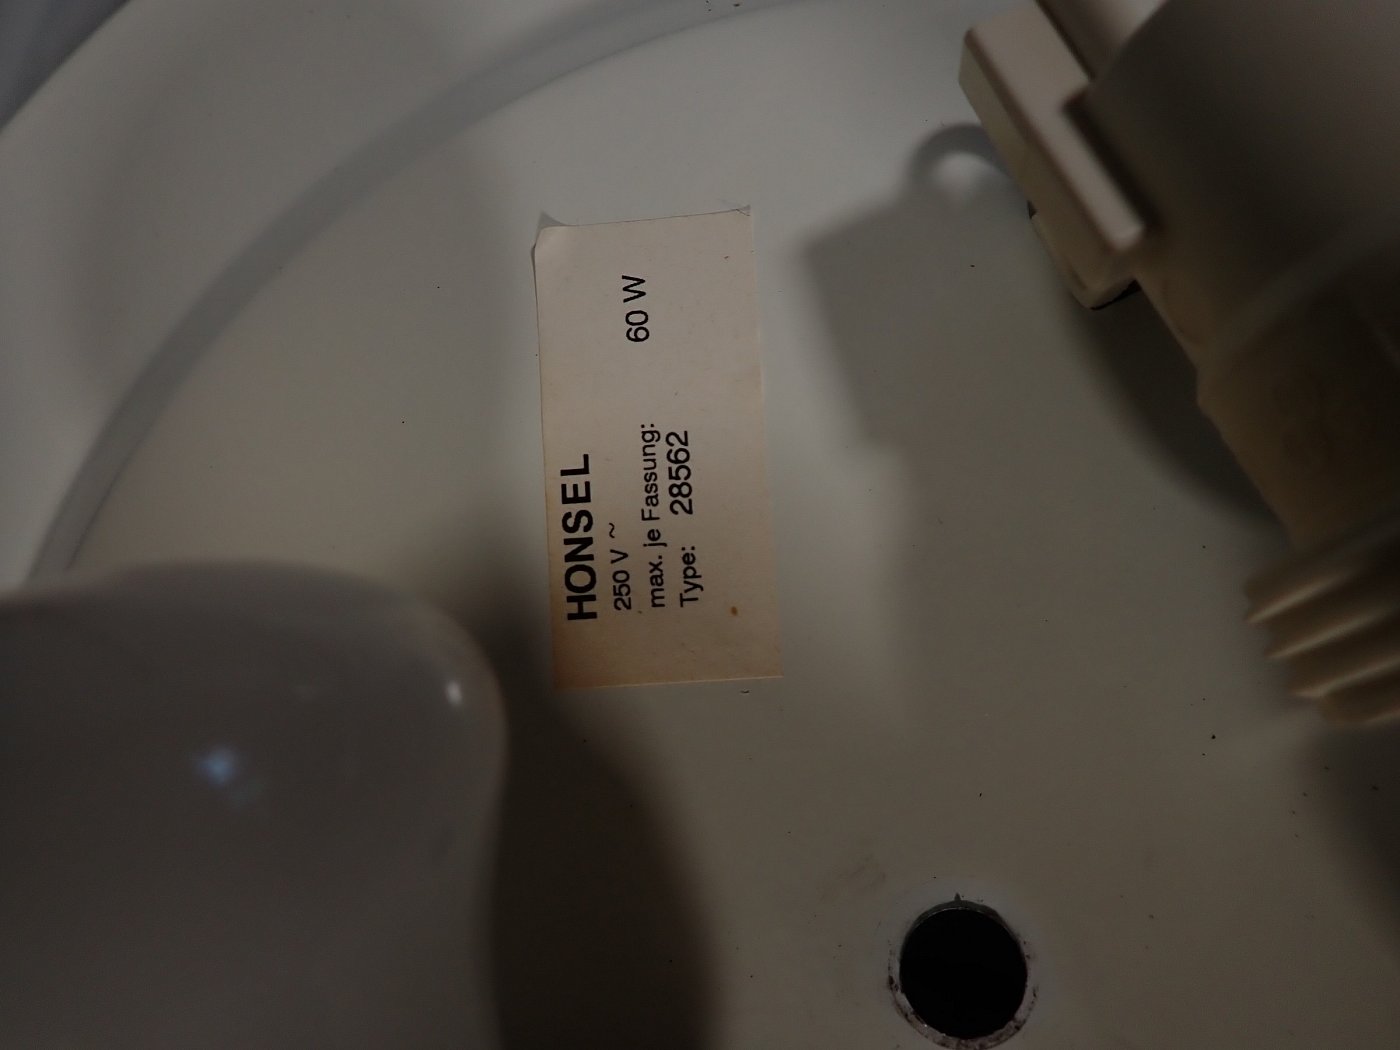 HONSEL
250 V ~
max. je Fassung: 60 W
Type: 28562